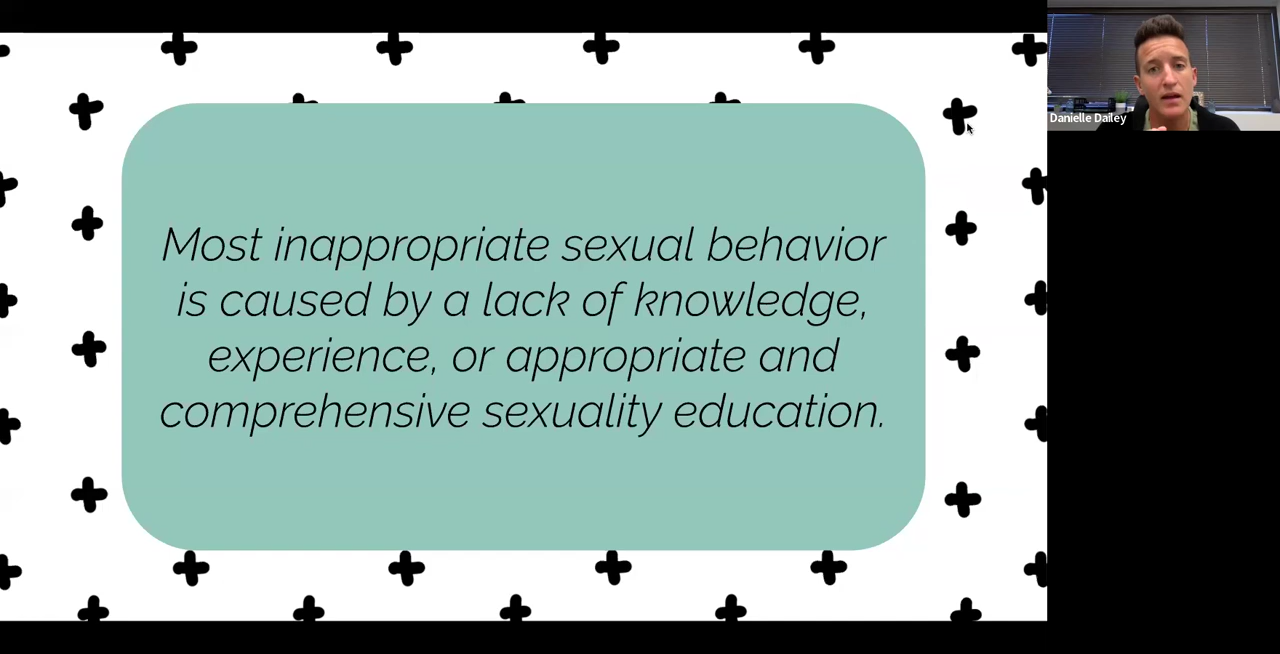 Most inappropriate sexual behavior
is caused by a lack of knowledge,
experience, or appropriate and
comprehensive sexuality education.
Danielle Dailey